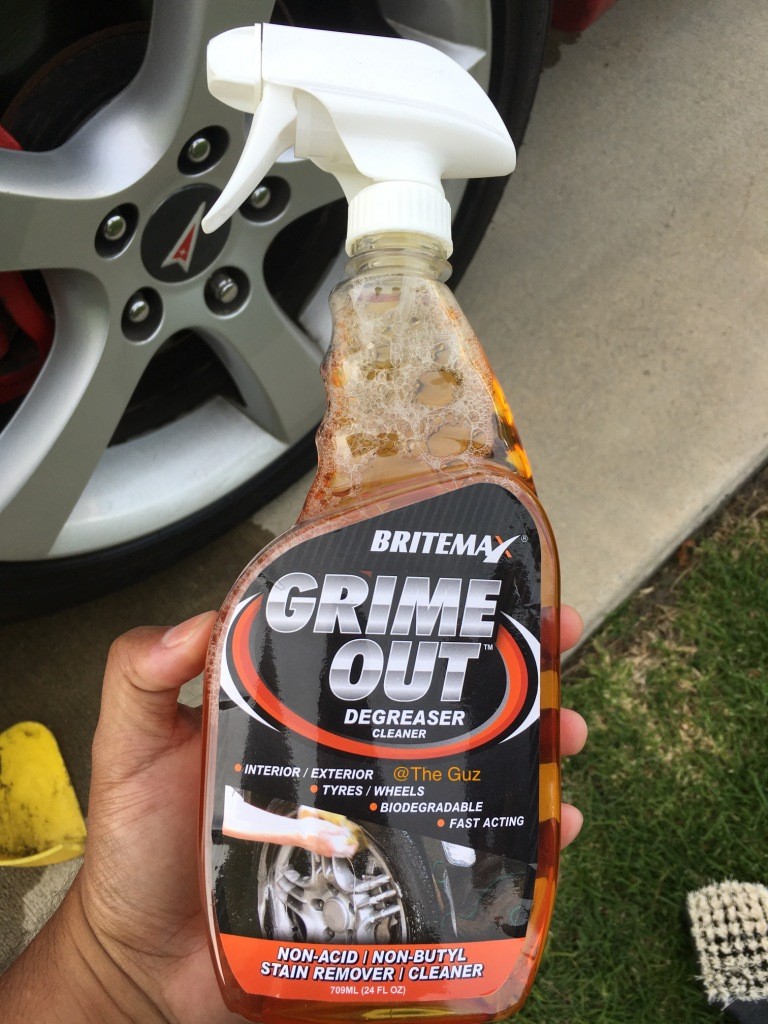 BRITEMAX®
GRIME
OUT™
DEGREASER
CLEANER
• INTERIOR / EXTERIOR @The Guz
• TYRES / WHEELS
• BIODEGRADABLE
• FAST ACTING
NON-ACID / NON-BUTYL
STAIN REMOVER / CLEANER
709ML (24 FL OZ)